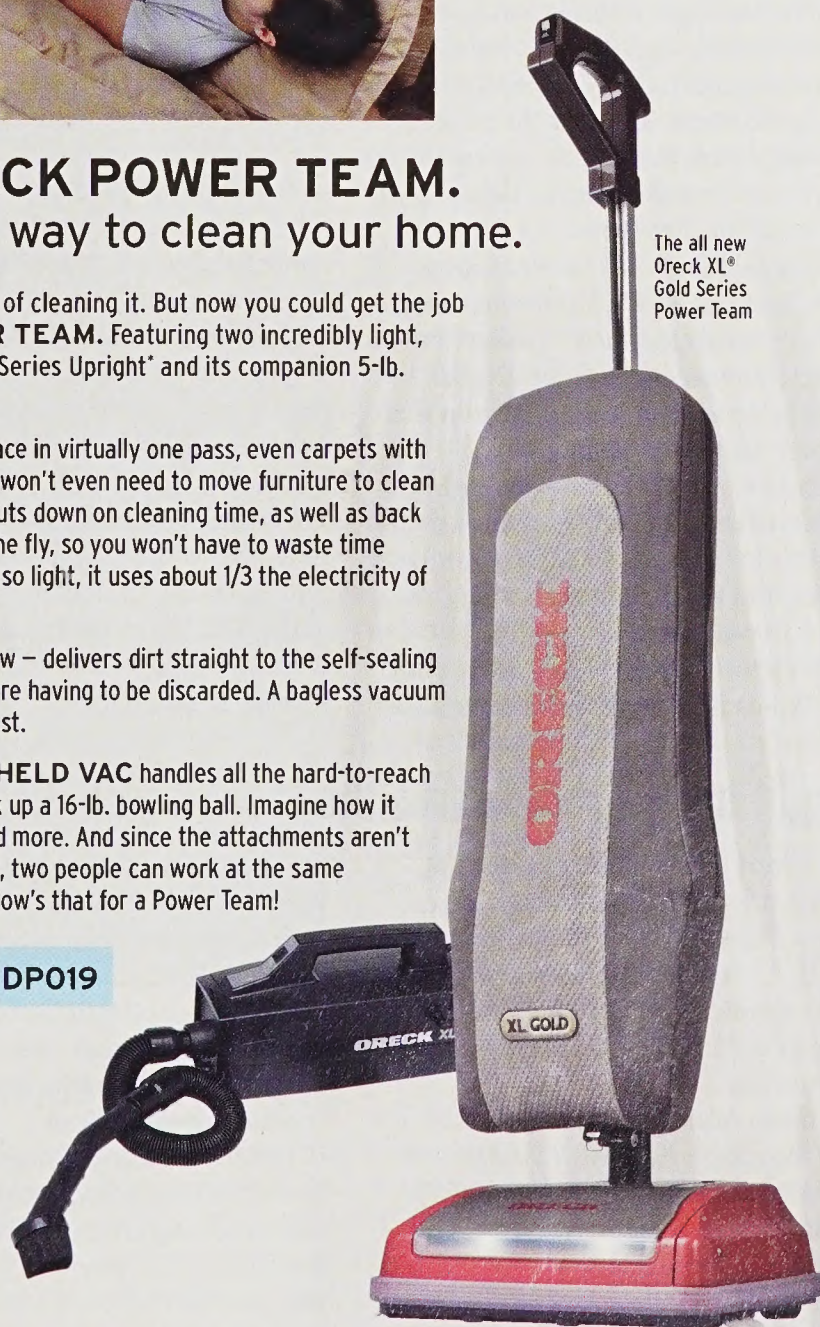 CK POWER TEAM.
way to clean your home.
The all new
Oreck XL®
Gold Series
Power Team
of cleaning it. But now you could get the job
R TEAM. Featuring two incredibly light,
Series Upright* and its companion 5-lb.
ace in virtually one pass, even carpets with
won't even need to move furniture to clean
uts down on cleaning time, as well as back
he fly, so you won't have to waste time
so light, it uses about 1/3 the electricity of
w – delivers dirt straight to the self-sealing
re having to be discarded. A bagless vacuum
st.
HELD VAC handles all the hard-to-reach
k up a 16-lb. bowling ball. Imagine how it
d more. And since the attachments aren't
, two people can work at the same
ow's that for a Power Team!
DP019
ORECK
ORECK XL
XL GOLD
ORECK